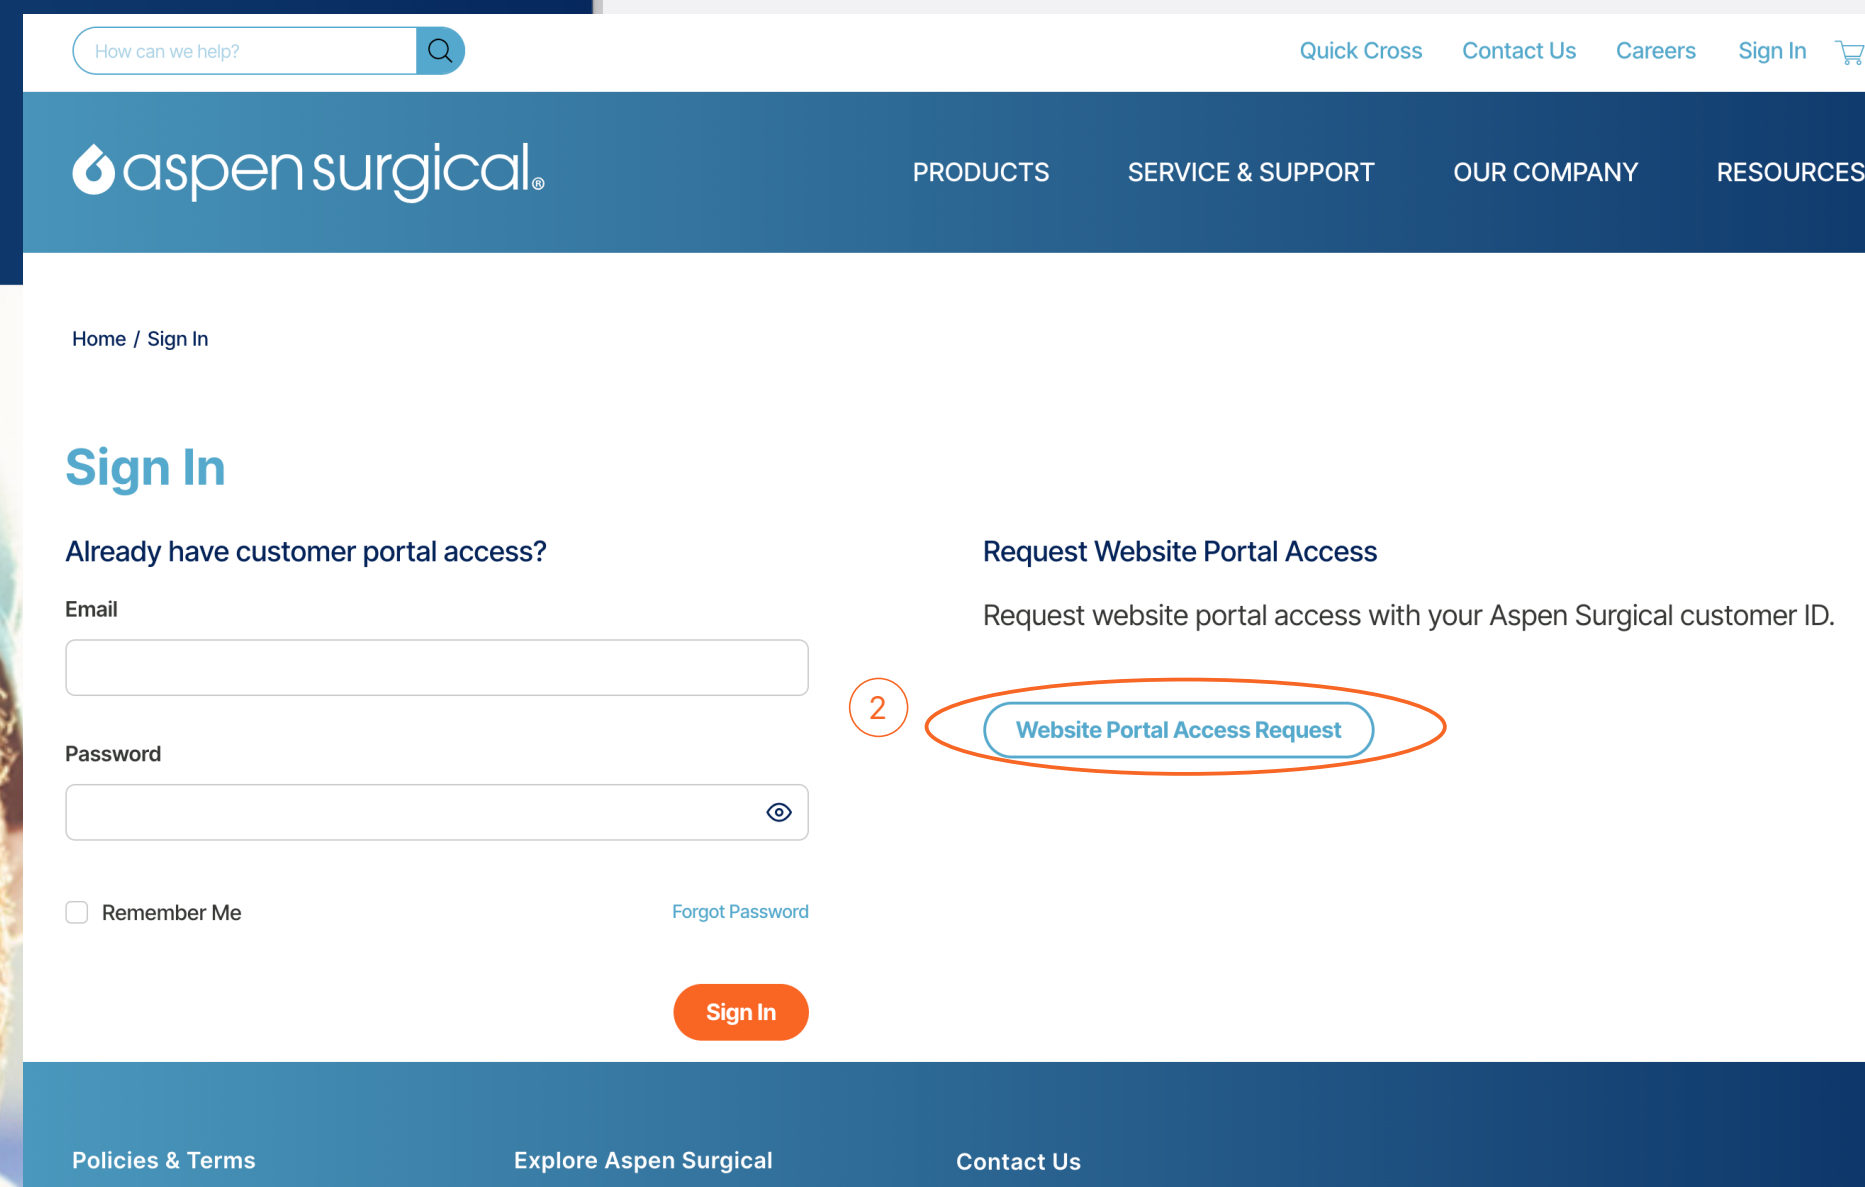 How can we help?
Quick Cross Contact Us Careers Sign In
aspen surgical®
PRODUCTS SERVICE & SUPPORT OUR COMPANY RESOURCES
Home / Sign In
Sign In
Already have customer portal access?
Email
Password
Remember Me Forgot Password
Sign In
Request Website Portal Access
Request website portal access with your Aspen Surgical customer ID.
2
Website Portal Access Request
Policies & Terms Explore Aspen Surgical Contact Us